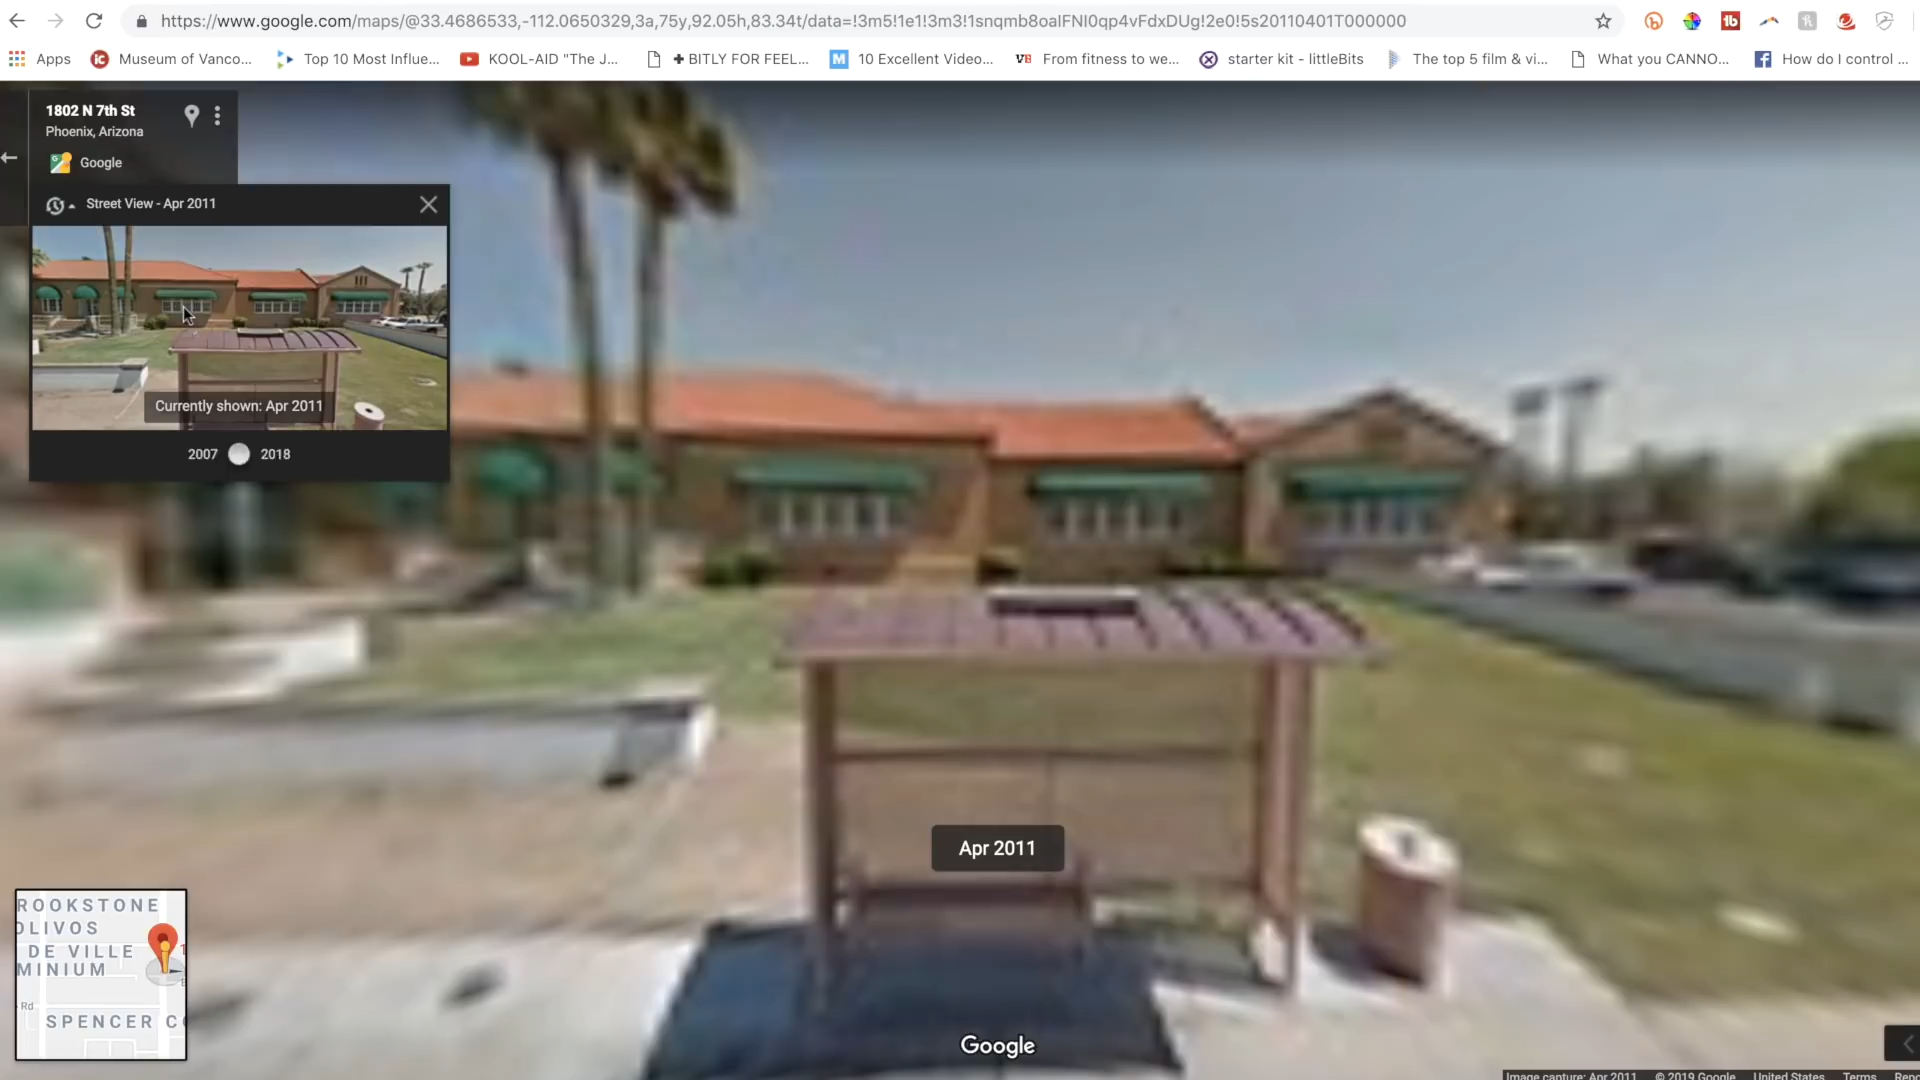 https://www.google.com/maps/@33.4686533,-112.0650329,3a,75y,92.05h,83.34t/data=!3m5!1e1!3m3!1snqmb8oalFNl0qp4vFdxDUg!2e0!5s20110401T000000
Apps Museum of Vanco... Top 10 Most Influe... KOOL-AID "The J... + BITLY FOR FEEL... 10 Excellent Video... From fitness to we... starter kit - littleBits The top 5 film & vi... What you CANNO... How do I control ...
1802 N 7th St
Phoenix, Arizona
Google
Street View - Apr 2011
Currently shown: Apr 2011
2007 2018
Apr 2011
ROOKSTONE
OLIVOS
DE VILLE
MINIUM
Rd
SPENCER C
Google
Image capture: Apr 2011 © 2019 Google United States Terms Repo